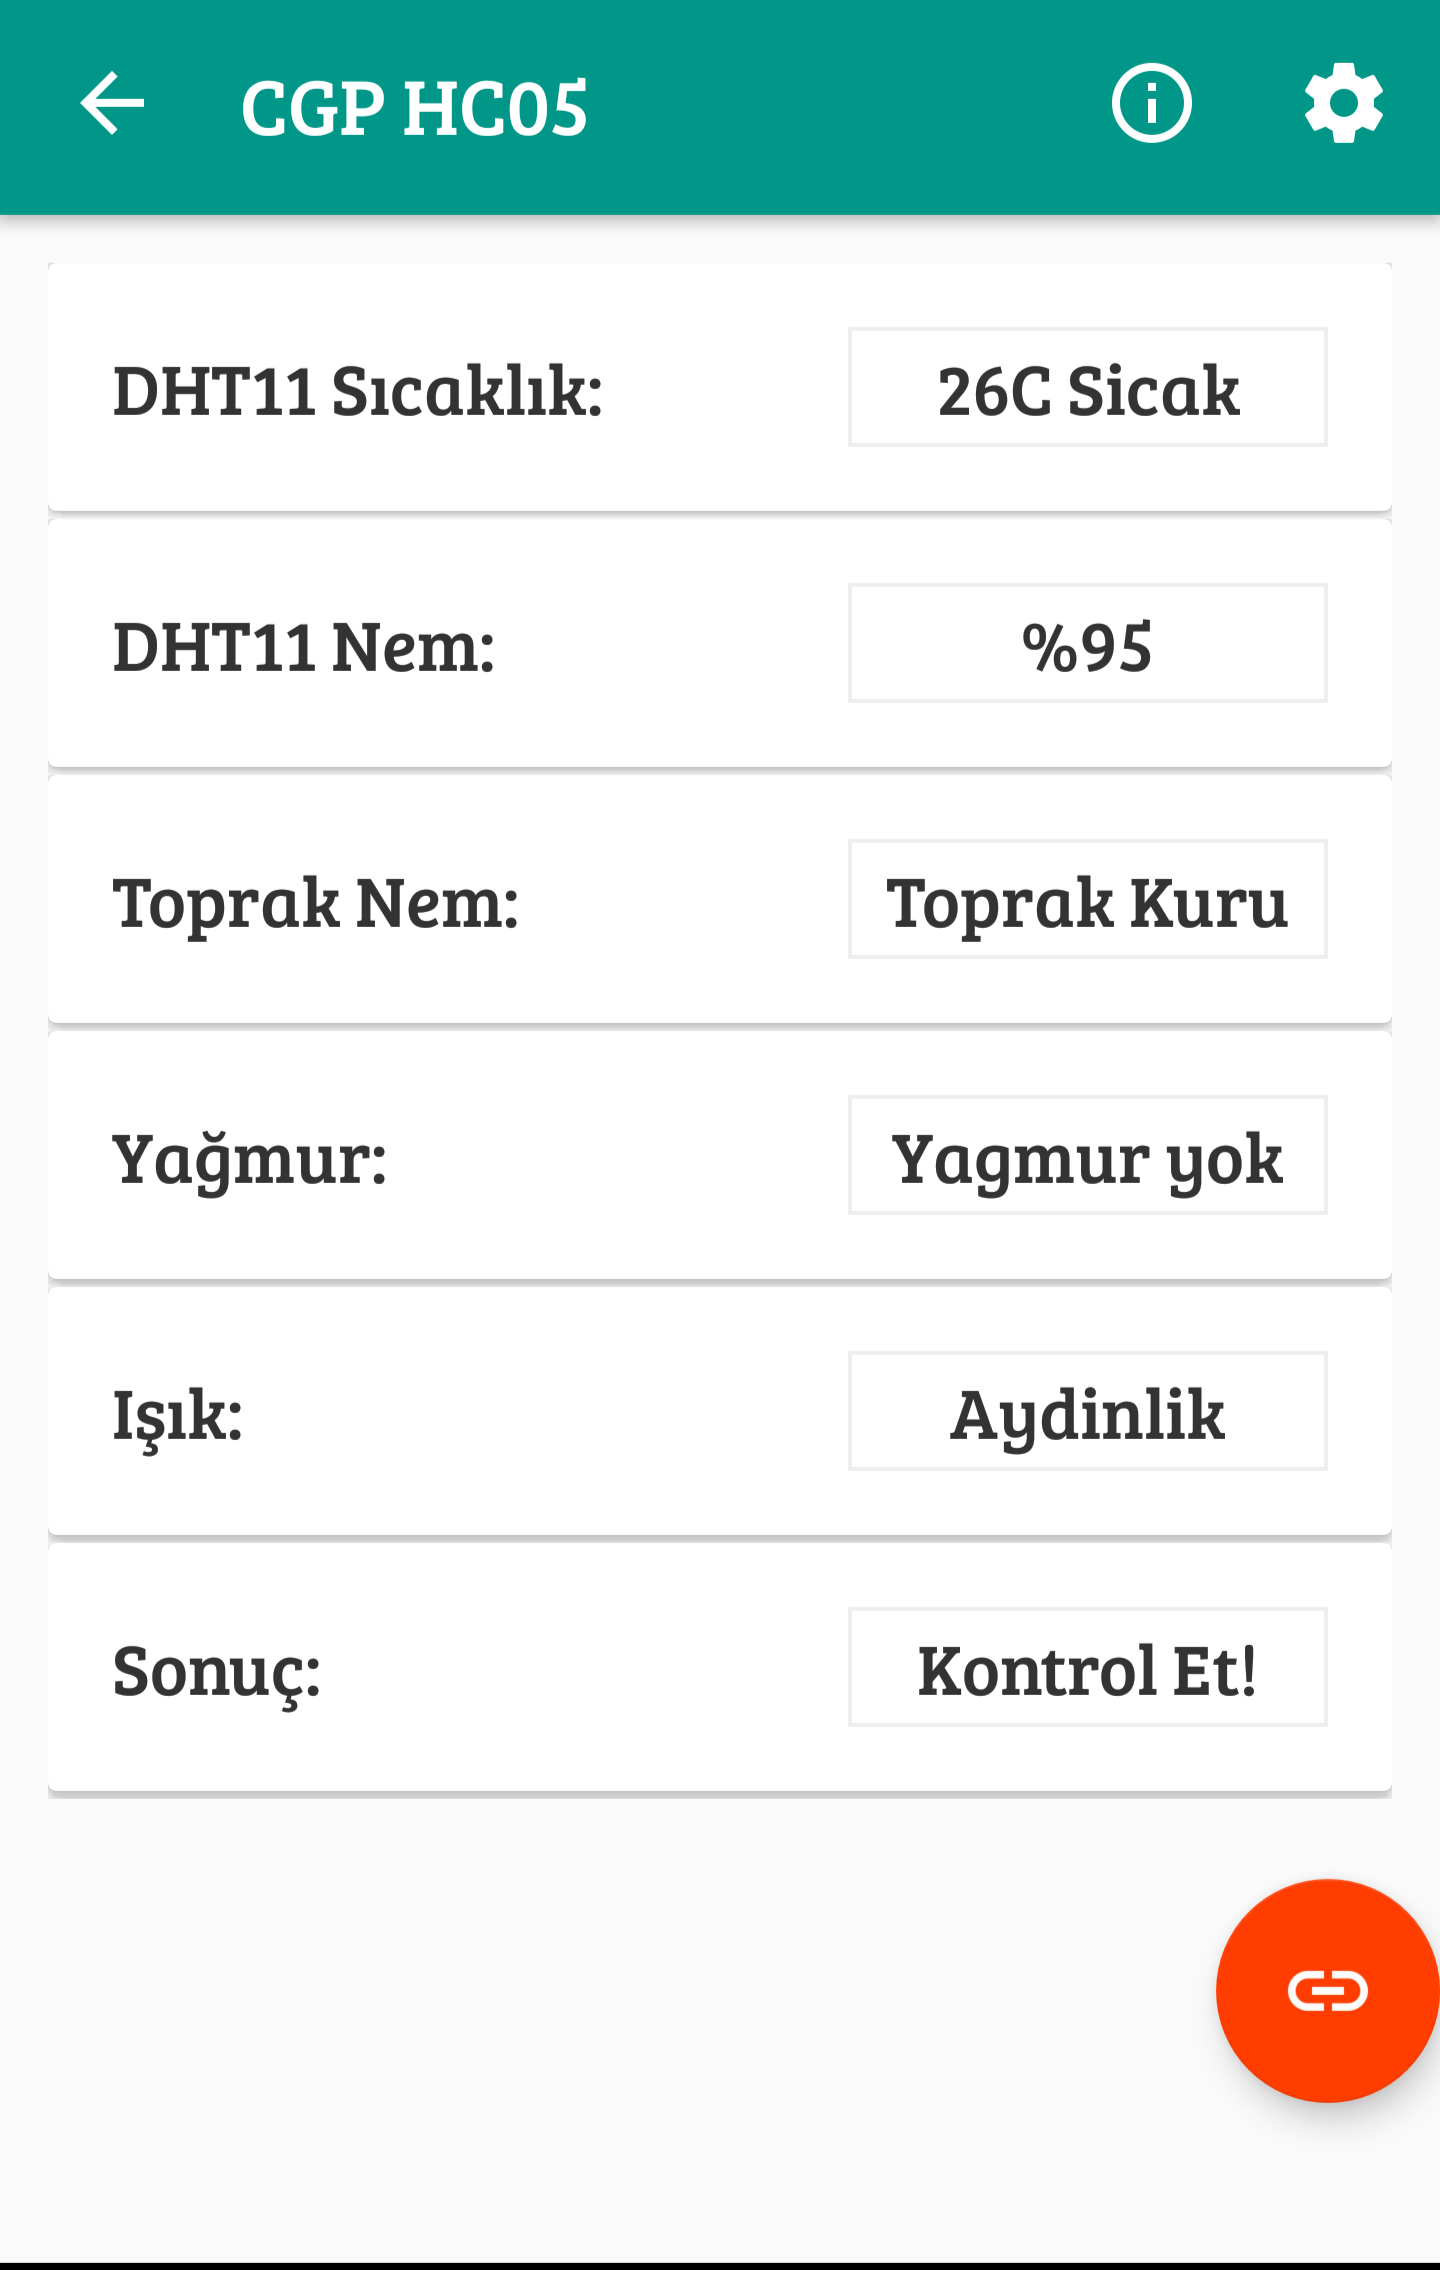 CGP HC05
DHT11 Sıcaklık: 26C Sicak
DHT11 Nem: %95
Toprak Nem: Toprak Kuru
Yağmur: Yagmur yok
Işık: Aydinlik
Sonuç: Kontrol Et!